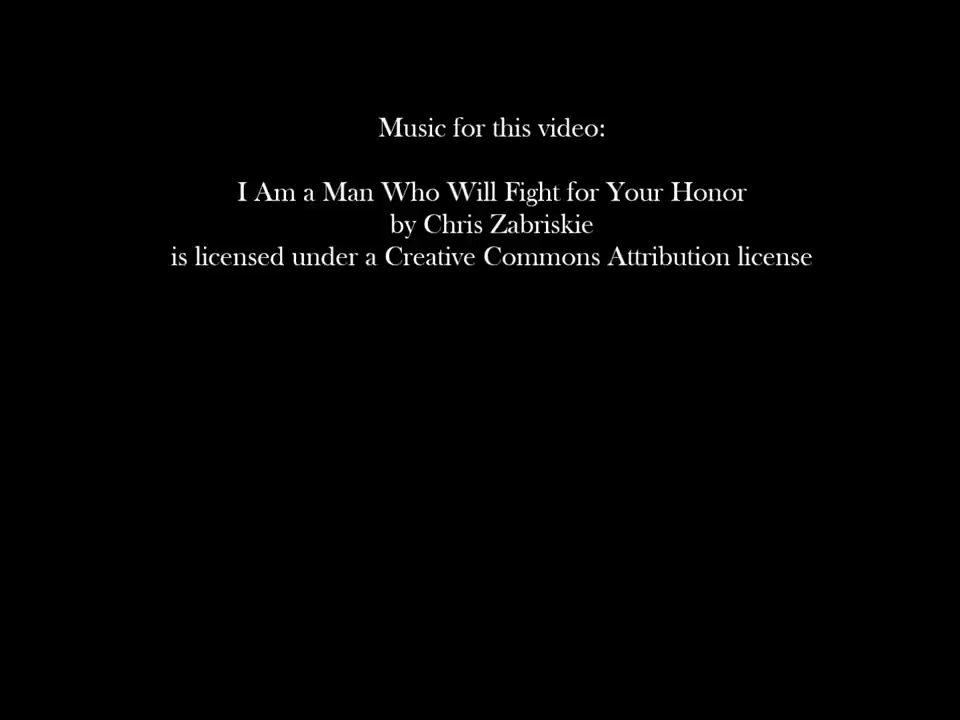 Music for this video:
I Am a Man Who Will Fight for Your Honor
by Chris Zabriskie
is licensed under a Creative Commons Attribution license